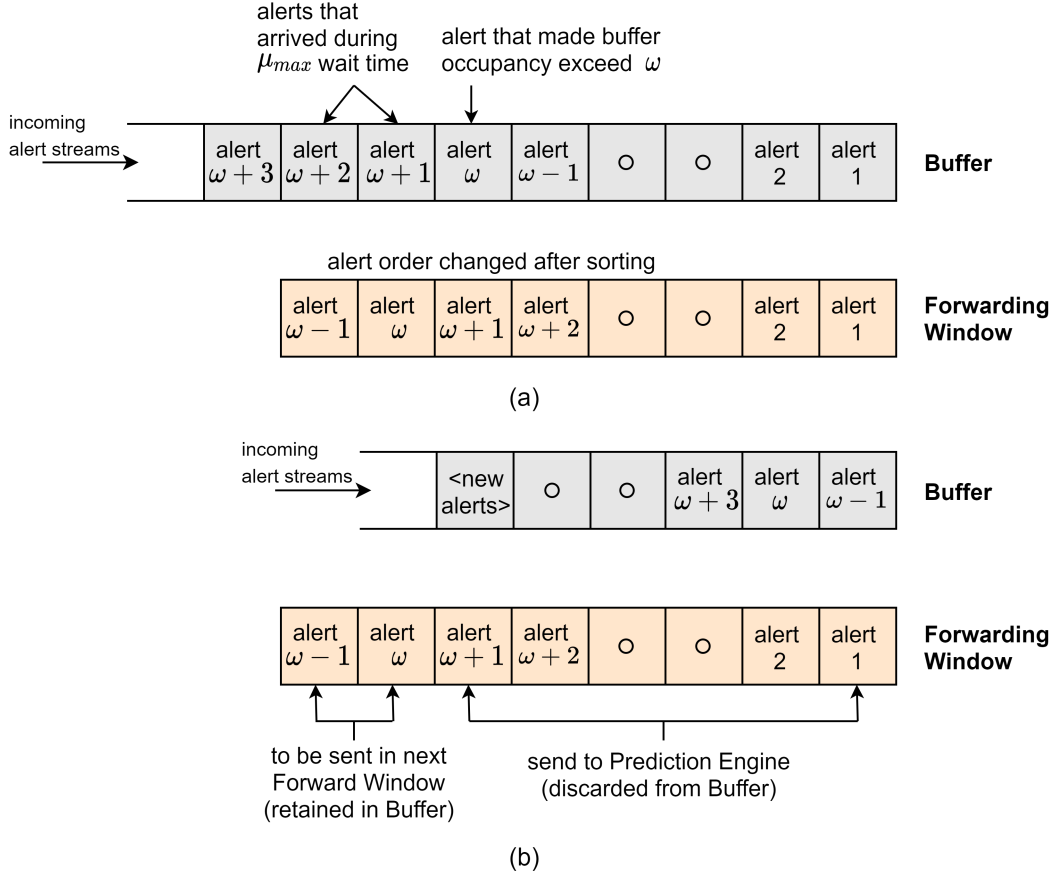 alerts that
arrived during
μ_max wait time
alert that made buffer
occupancy exceed ω
incoming
alert streams
alert ω + 3
alert ω + 2
alert ω + 1
alert ω
alert ω − 1
alert 2
alert 1
Buffer
alert order changed after sorting
alert ω − 1
alert ω
alert ω + 1
alert ω + 2
alert 2
alert 1
Forwarding
Window
(a)
incoming
alert streams
<new
alerts>
alert ω + 3
alert ω
alert ω − 1
Buffer
alert ω − 1
alert ω
alert ω + 1
alert ω + 2
alert 2
alert 1
Forwarding
Window
to be sent in next
Forward Window
(retained in Buffer)
send to Prediction Engine
(discarded from Buffer)
(b)